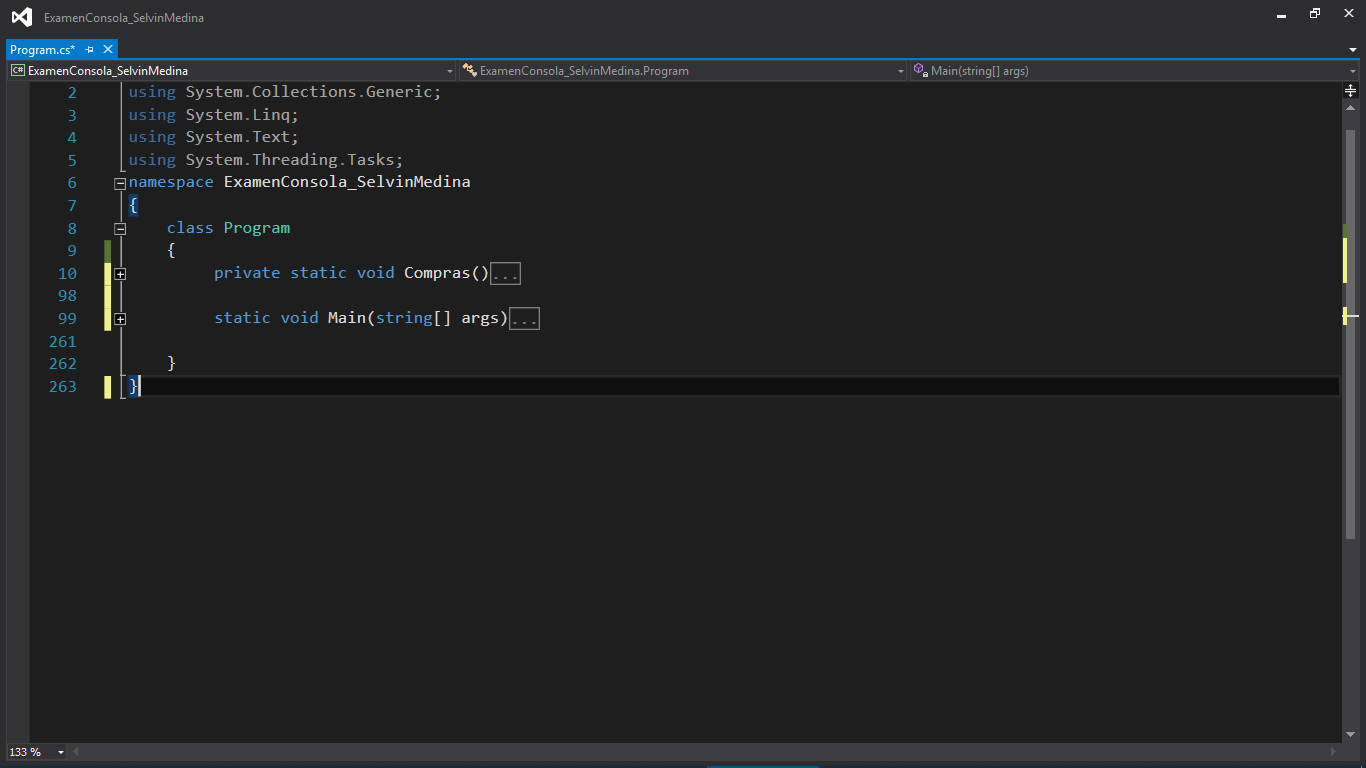 ExamenConsola_SelvinMedina
Program.cs*
C# ExamenConsola_SelvinMedina
ExamenConsola_SelvinMedina.Program
Main(string[] args)
2 using System.Collections.Generic;
3 using System.Linq;
4 using System.Text;
5 using System.Threading.Tasks;
6 namespace ExamenConsola_SelvinMedina
7 {
8 class Program
9 {
10 private static void Compras()...
98
99 static void Main(string[] args)...
261
262 }
263 }
133 %